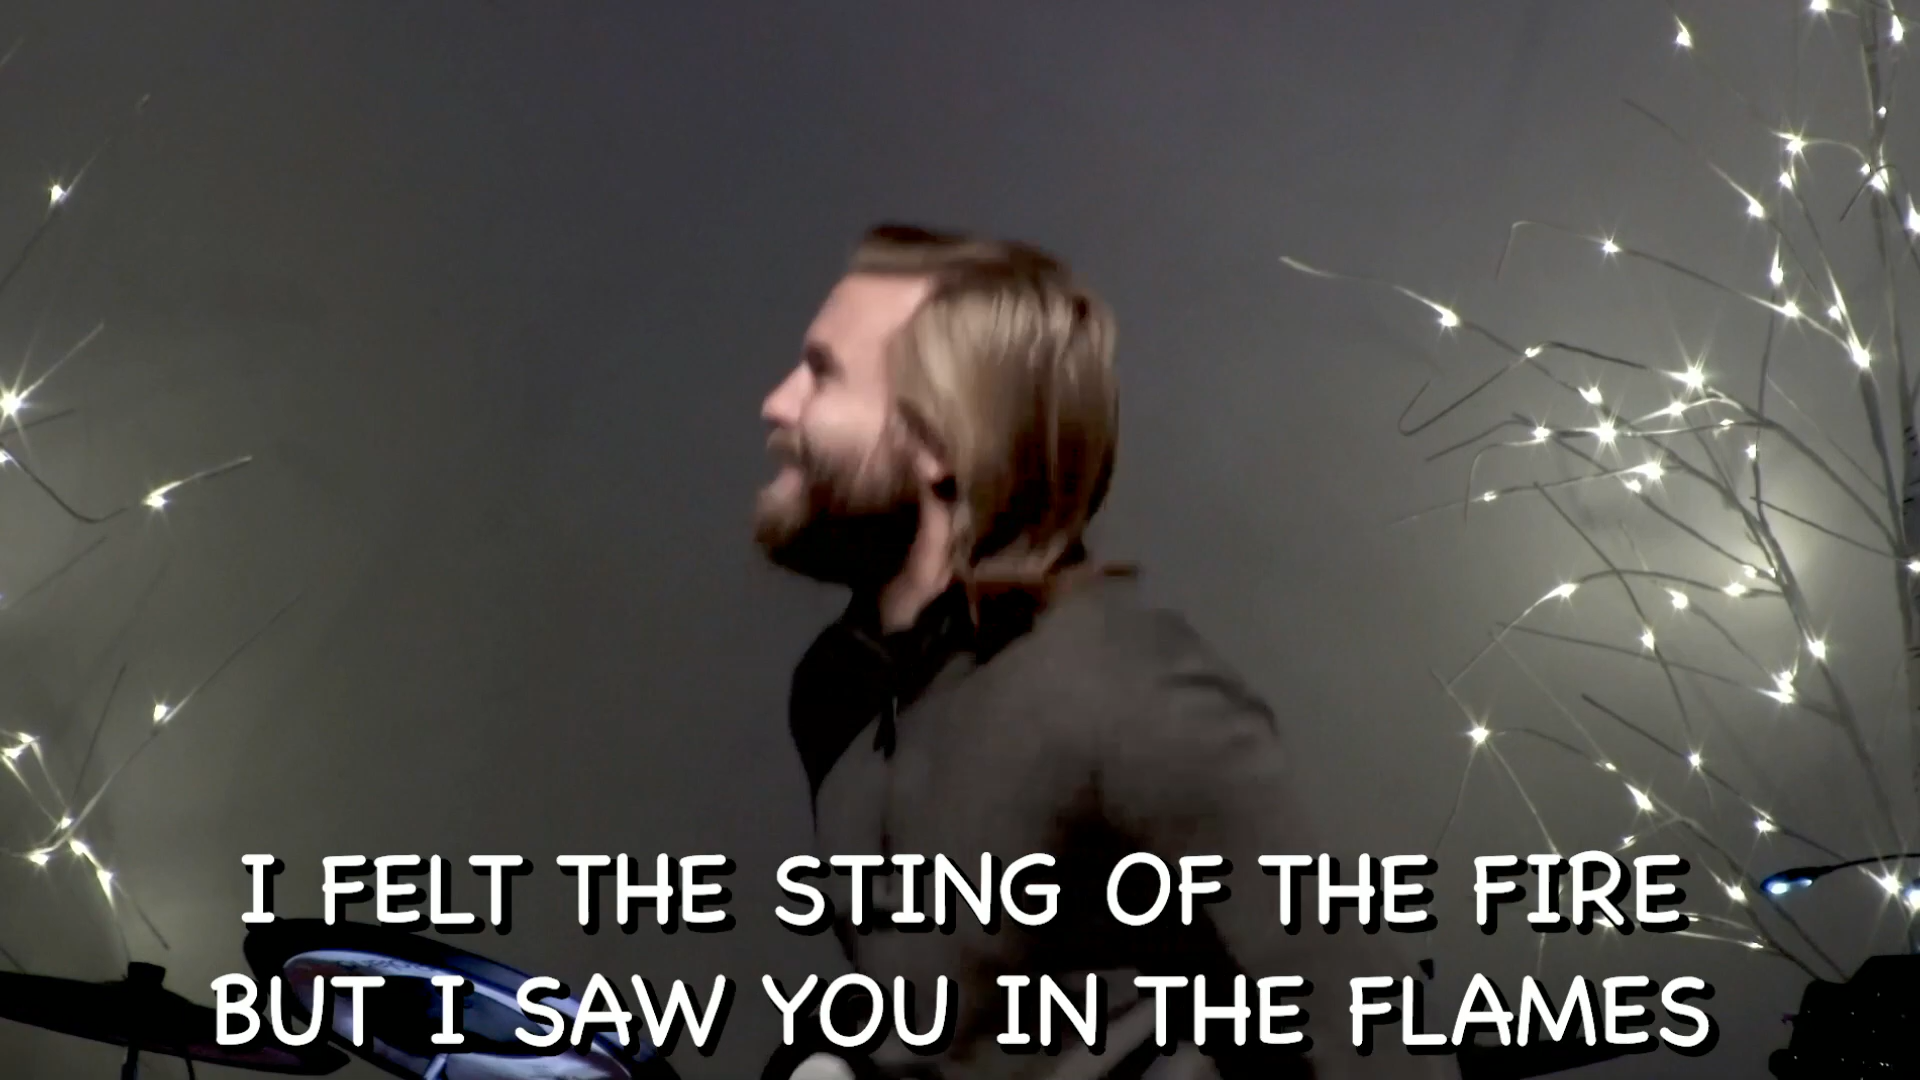 I FELT THE STING OF THE FIRE
BUT I SAW YOU IN THE FLAMES